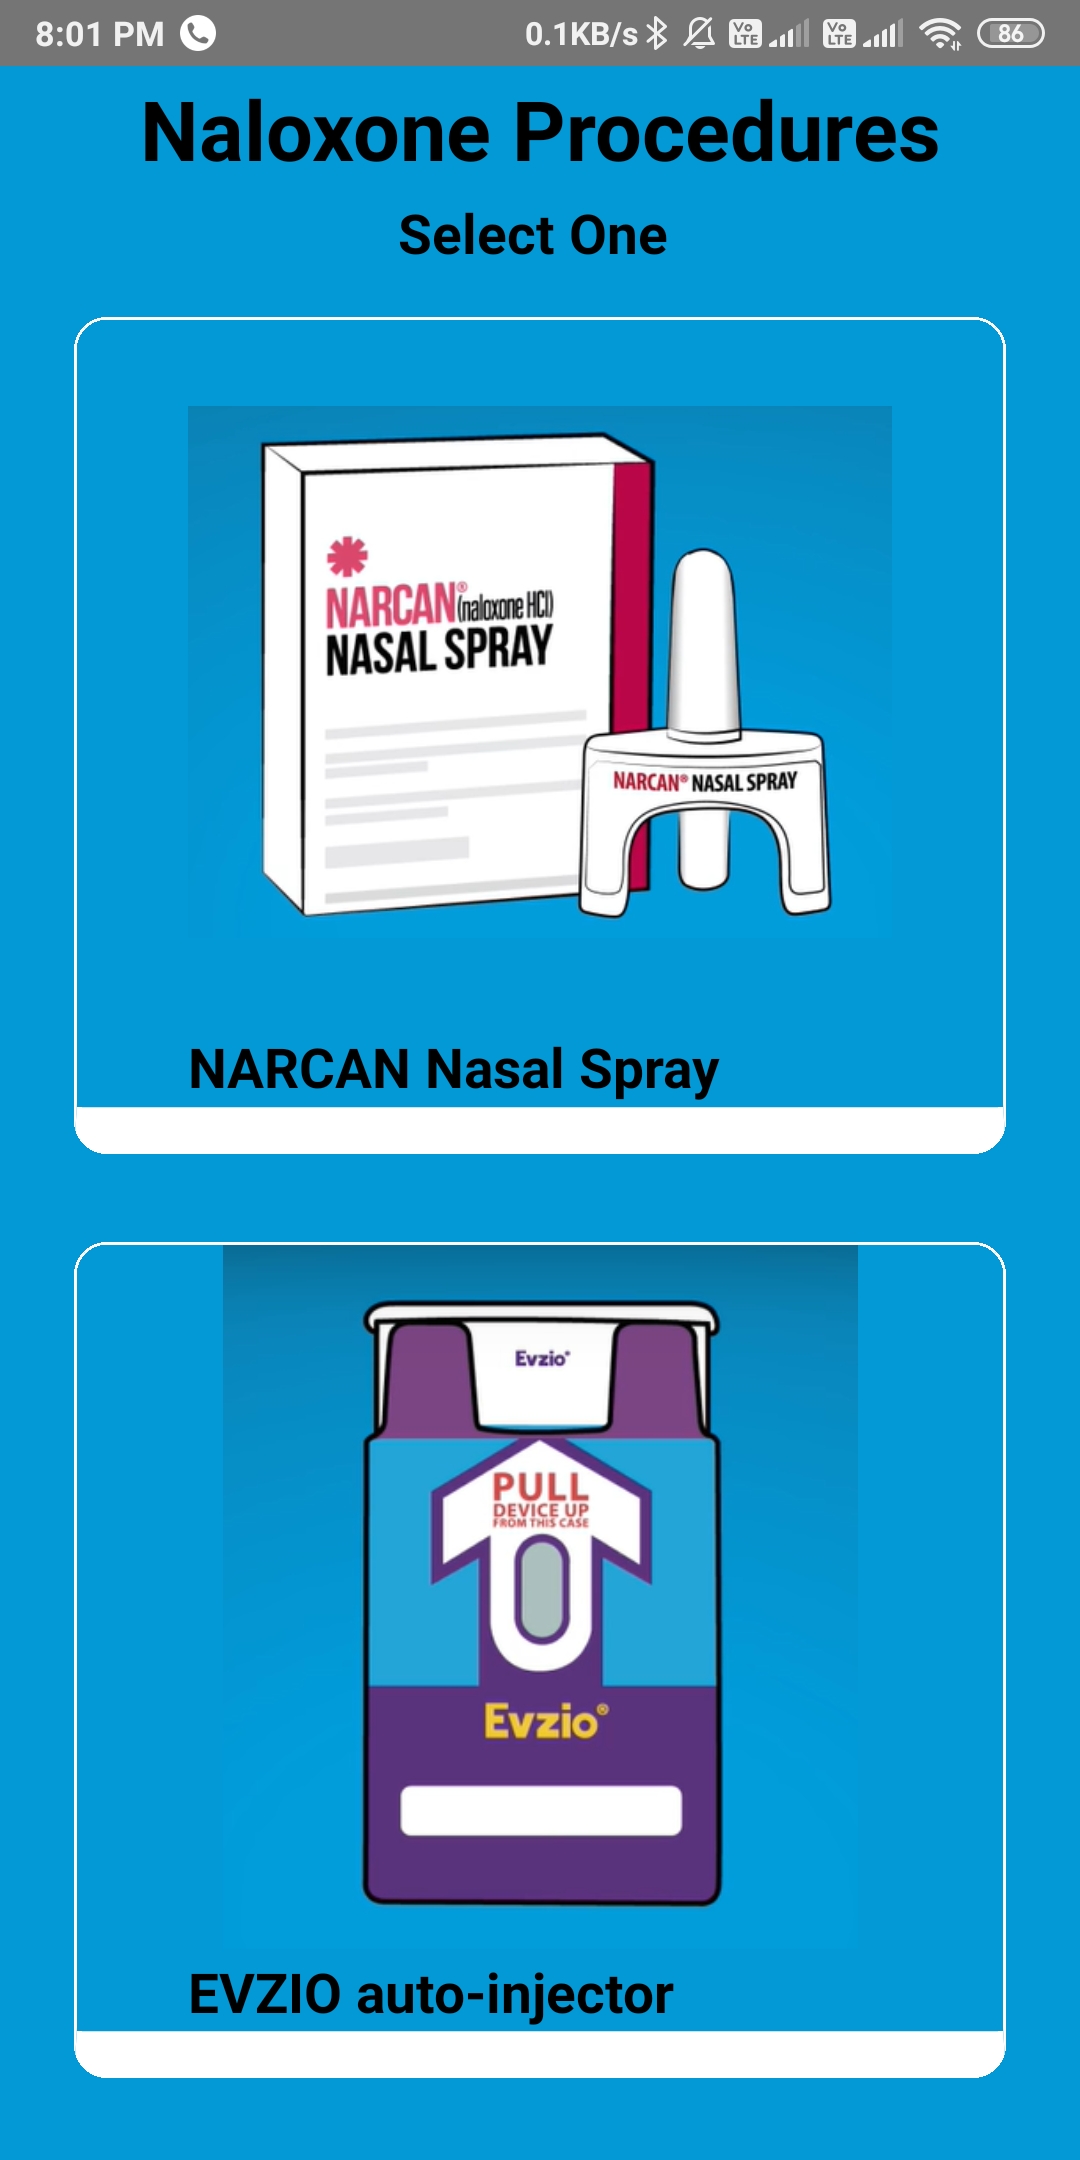 8:01 PM
0.1KB/s
Vo LTE
Vo LTE
86
Naloxone Procedures
Select One
NARCAN® (naloxone HCl)
NASAL SPRAY
NARCAN® NASAL SPRAY
NARCAN Nasal Spray
Evzio®
PULL
DEVICE UP
FROM THIS CASE
Evzio®
EVZIO auto-injector